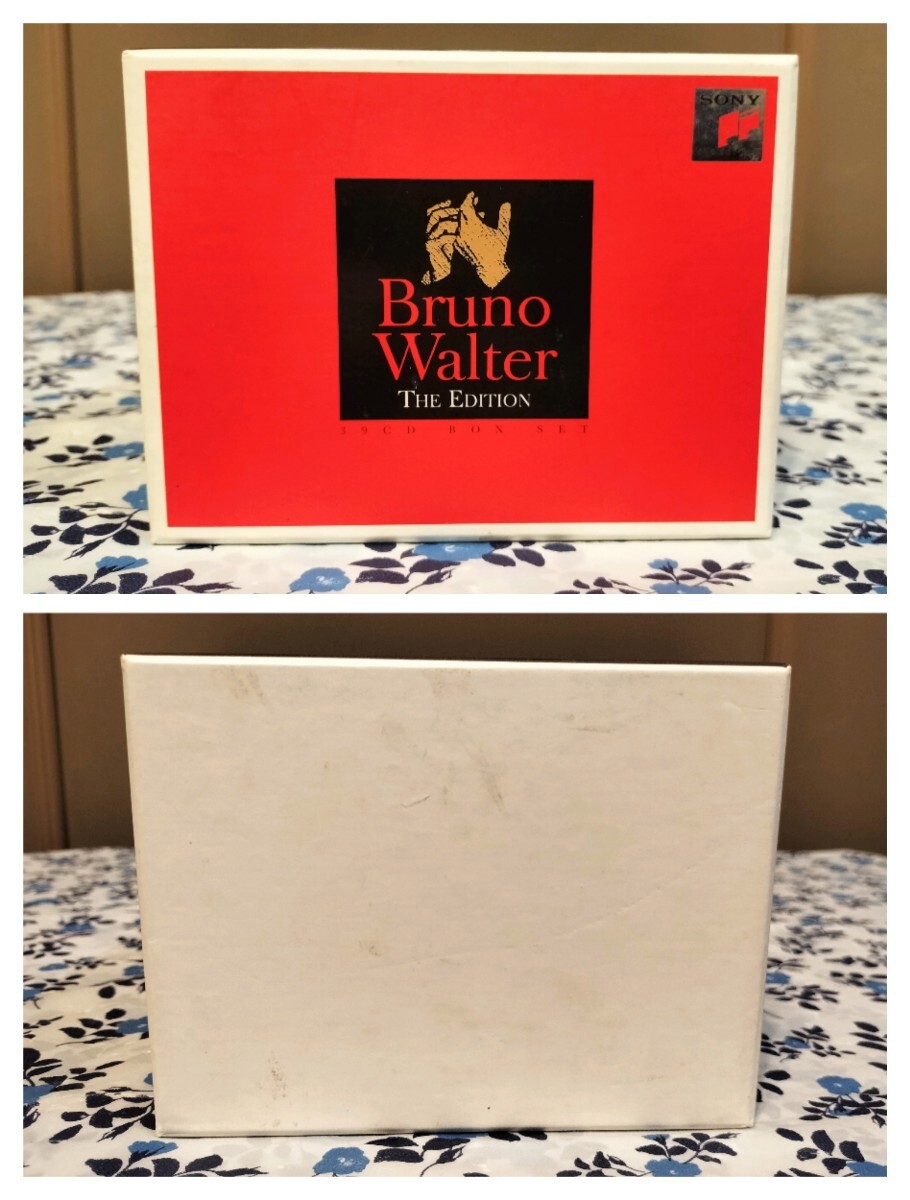 SONY
Bruno
Walter
THE EDITION
39CD BOX SET